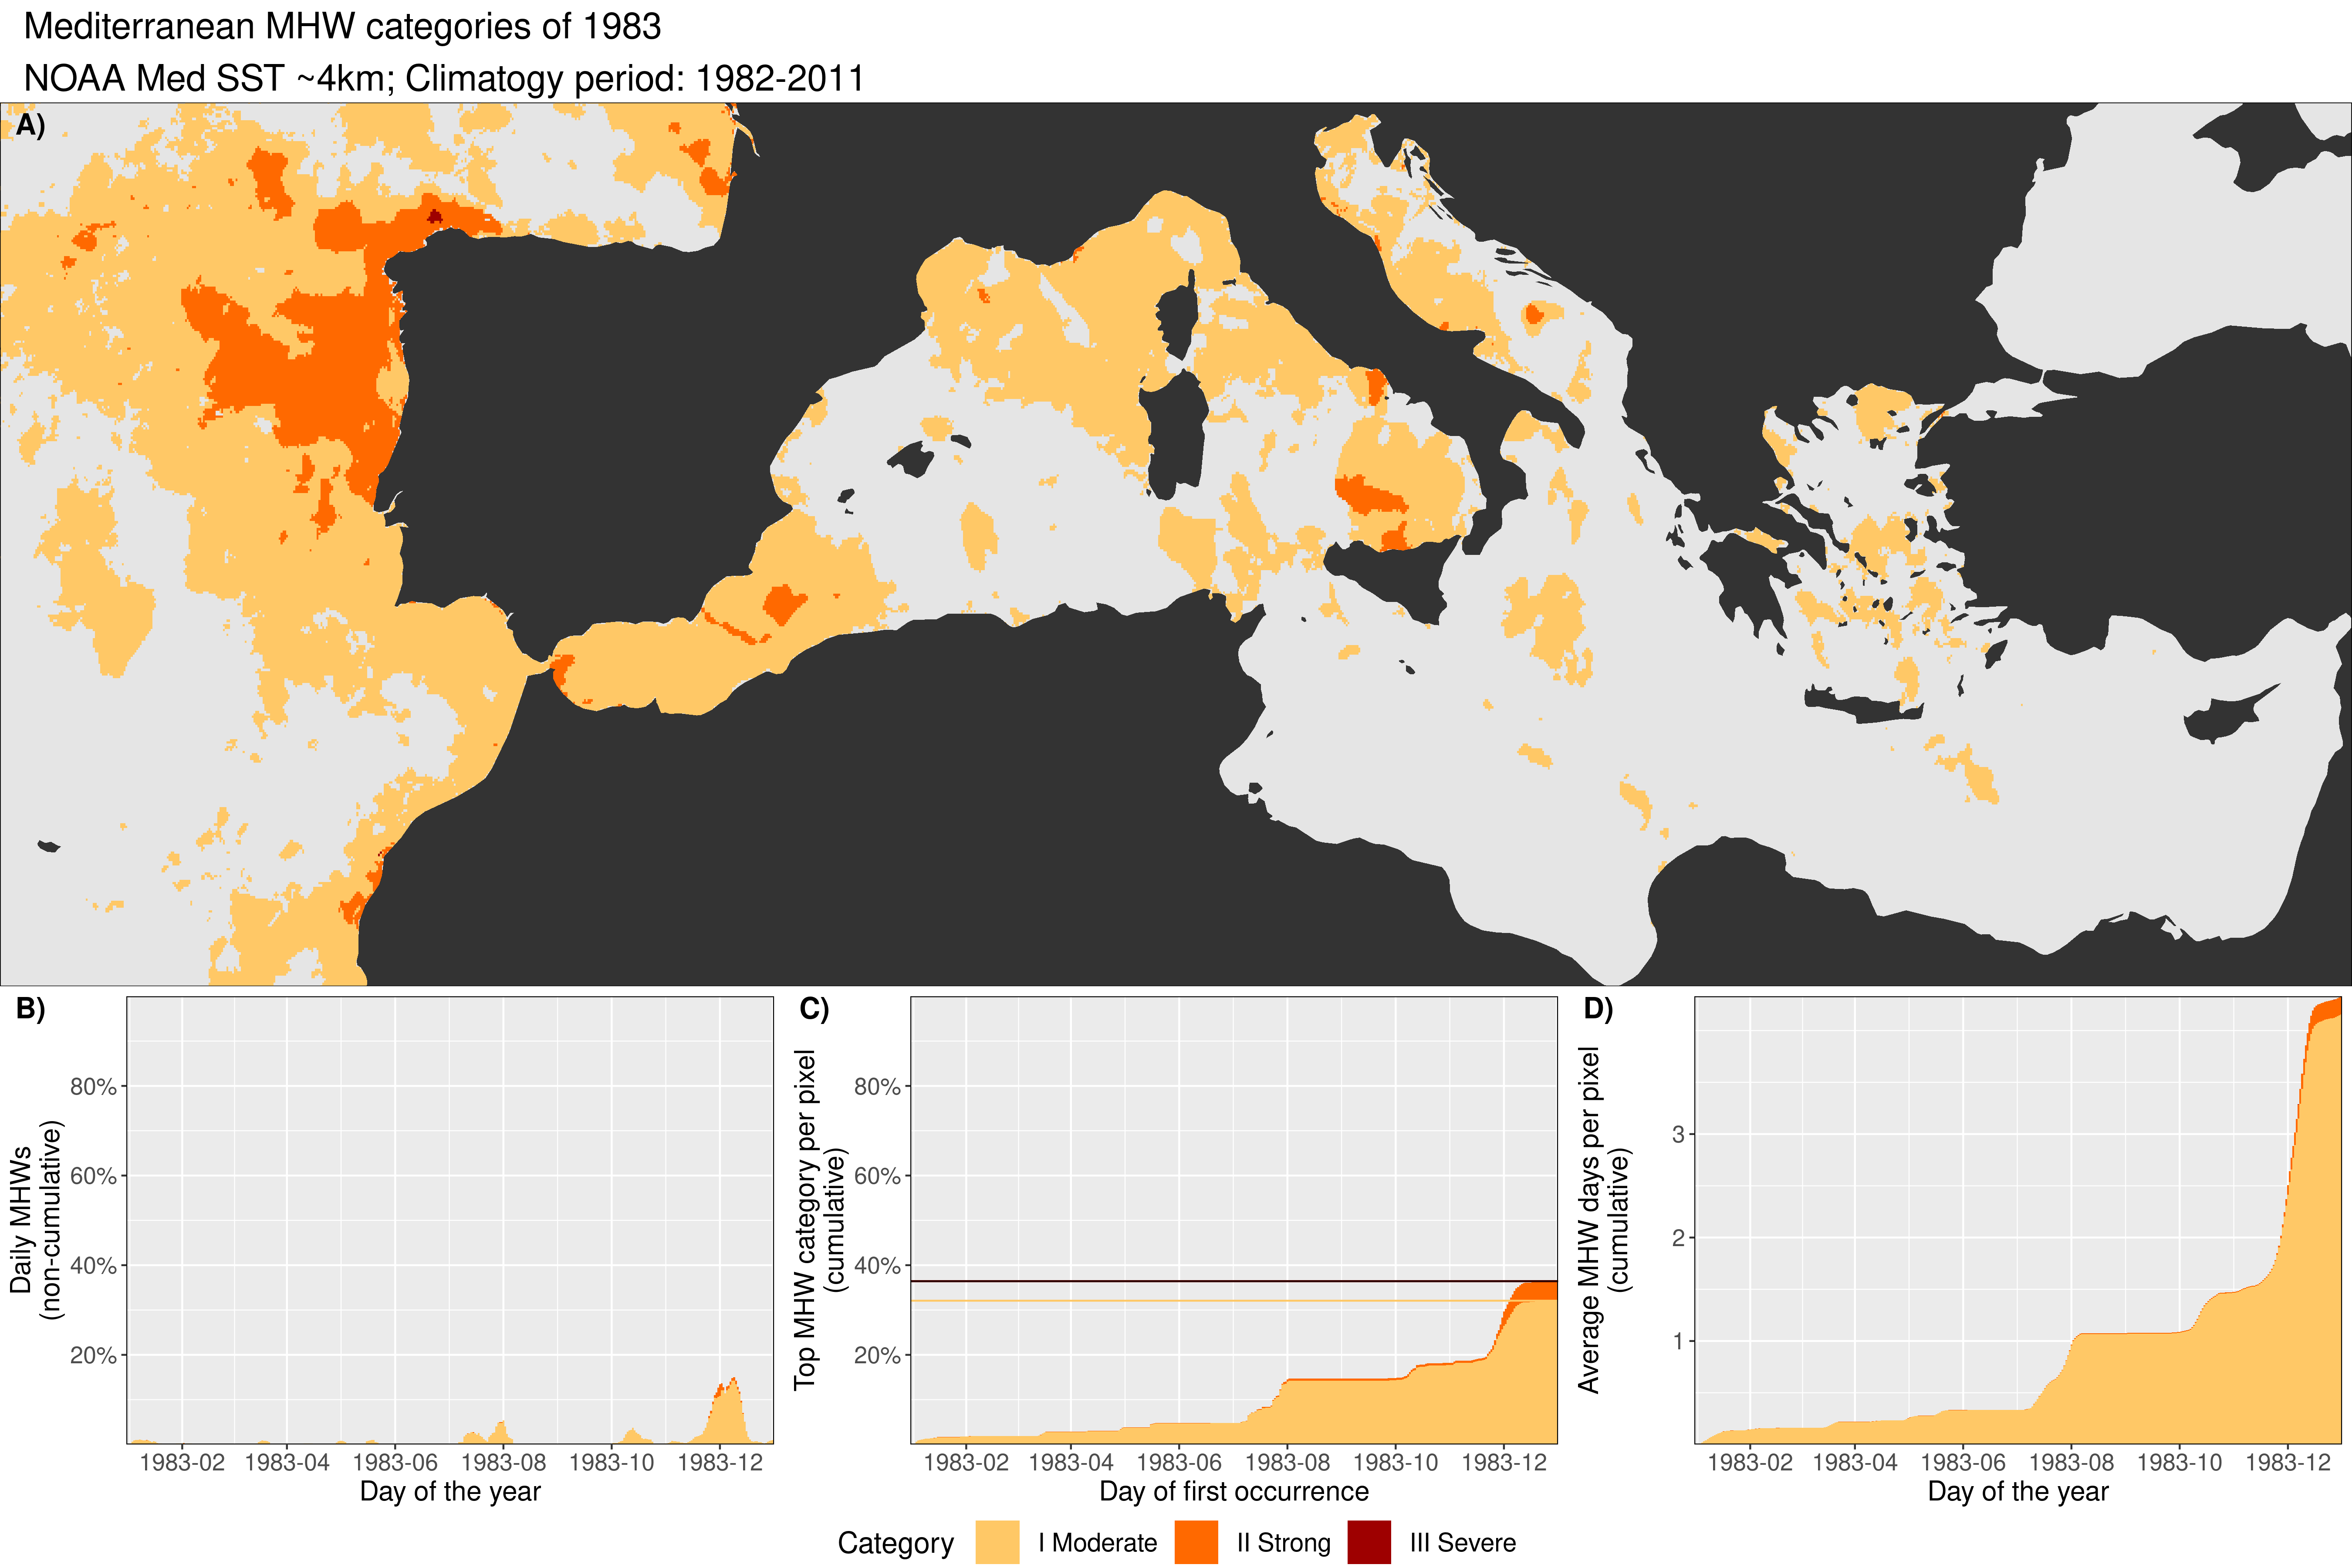 Mediterranean MHW categories of 1983
NOAA Med SST ~4km; Climatogy period: 1982-2011
A)
B)
Daily MHWs
(non-cumulative)
80%
60%
40%
20%
1983-02 1983-04 1983-06 1983-08 1983-10 1983-12
Day of the year
C)
Top MHW category per pixel
(cumulative)
80%
60%
40%
20%
1983-02 1983-04 1983-06 1983-08 1983-10 1983-12
Day of first occurrence
D)
Average MHW days per pixel
(cumulative)
3
2
1
1983-02 1983-04 1983-06 1983-08 1983-10 1983-12
Day of the year
Category I Moderate II Strong III Severe